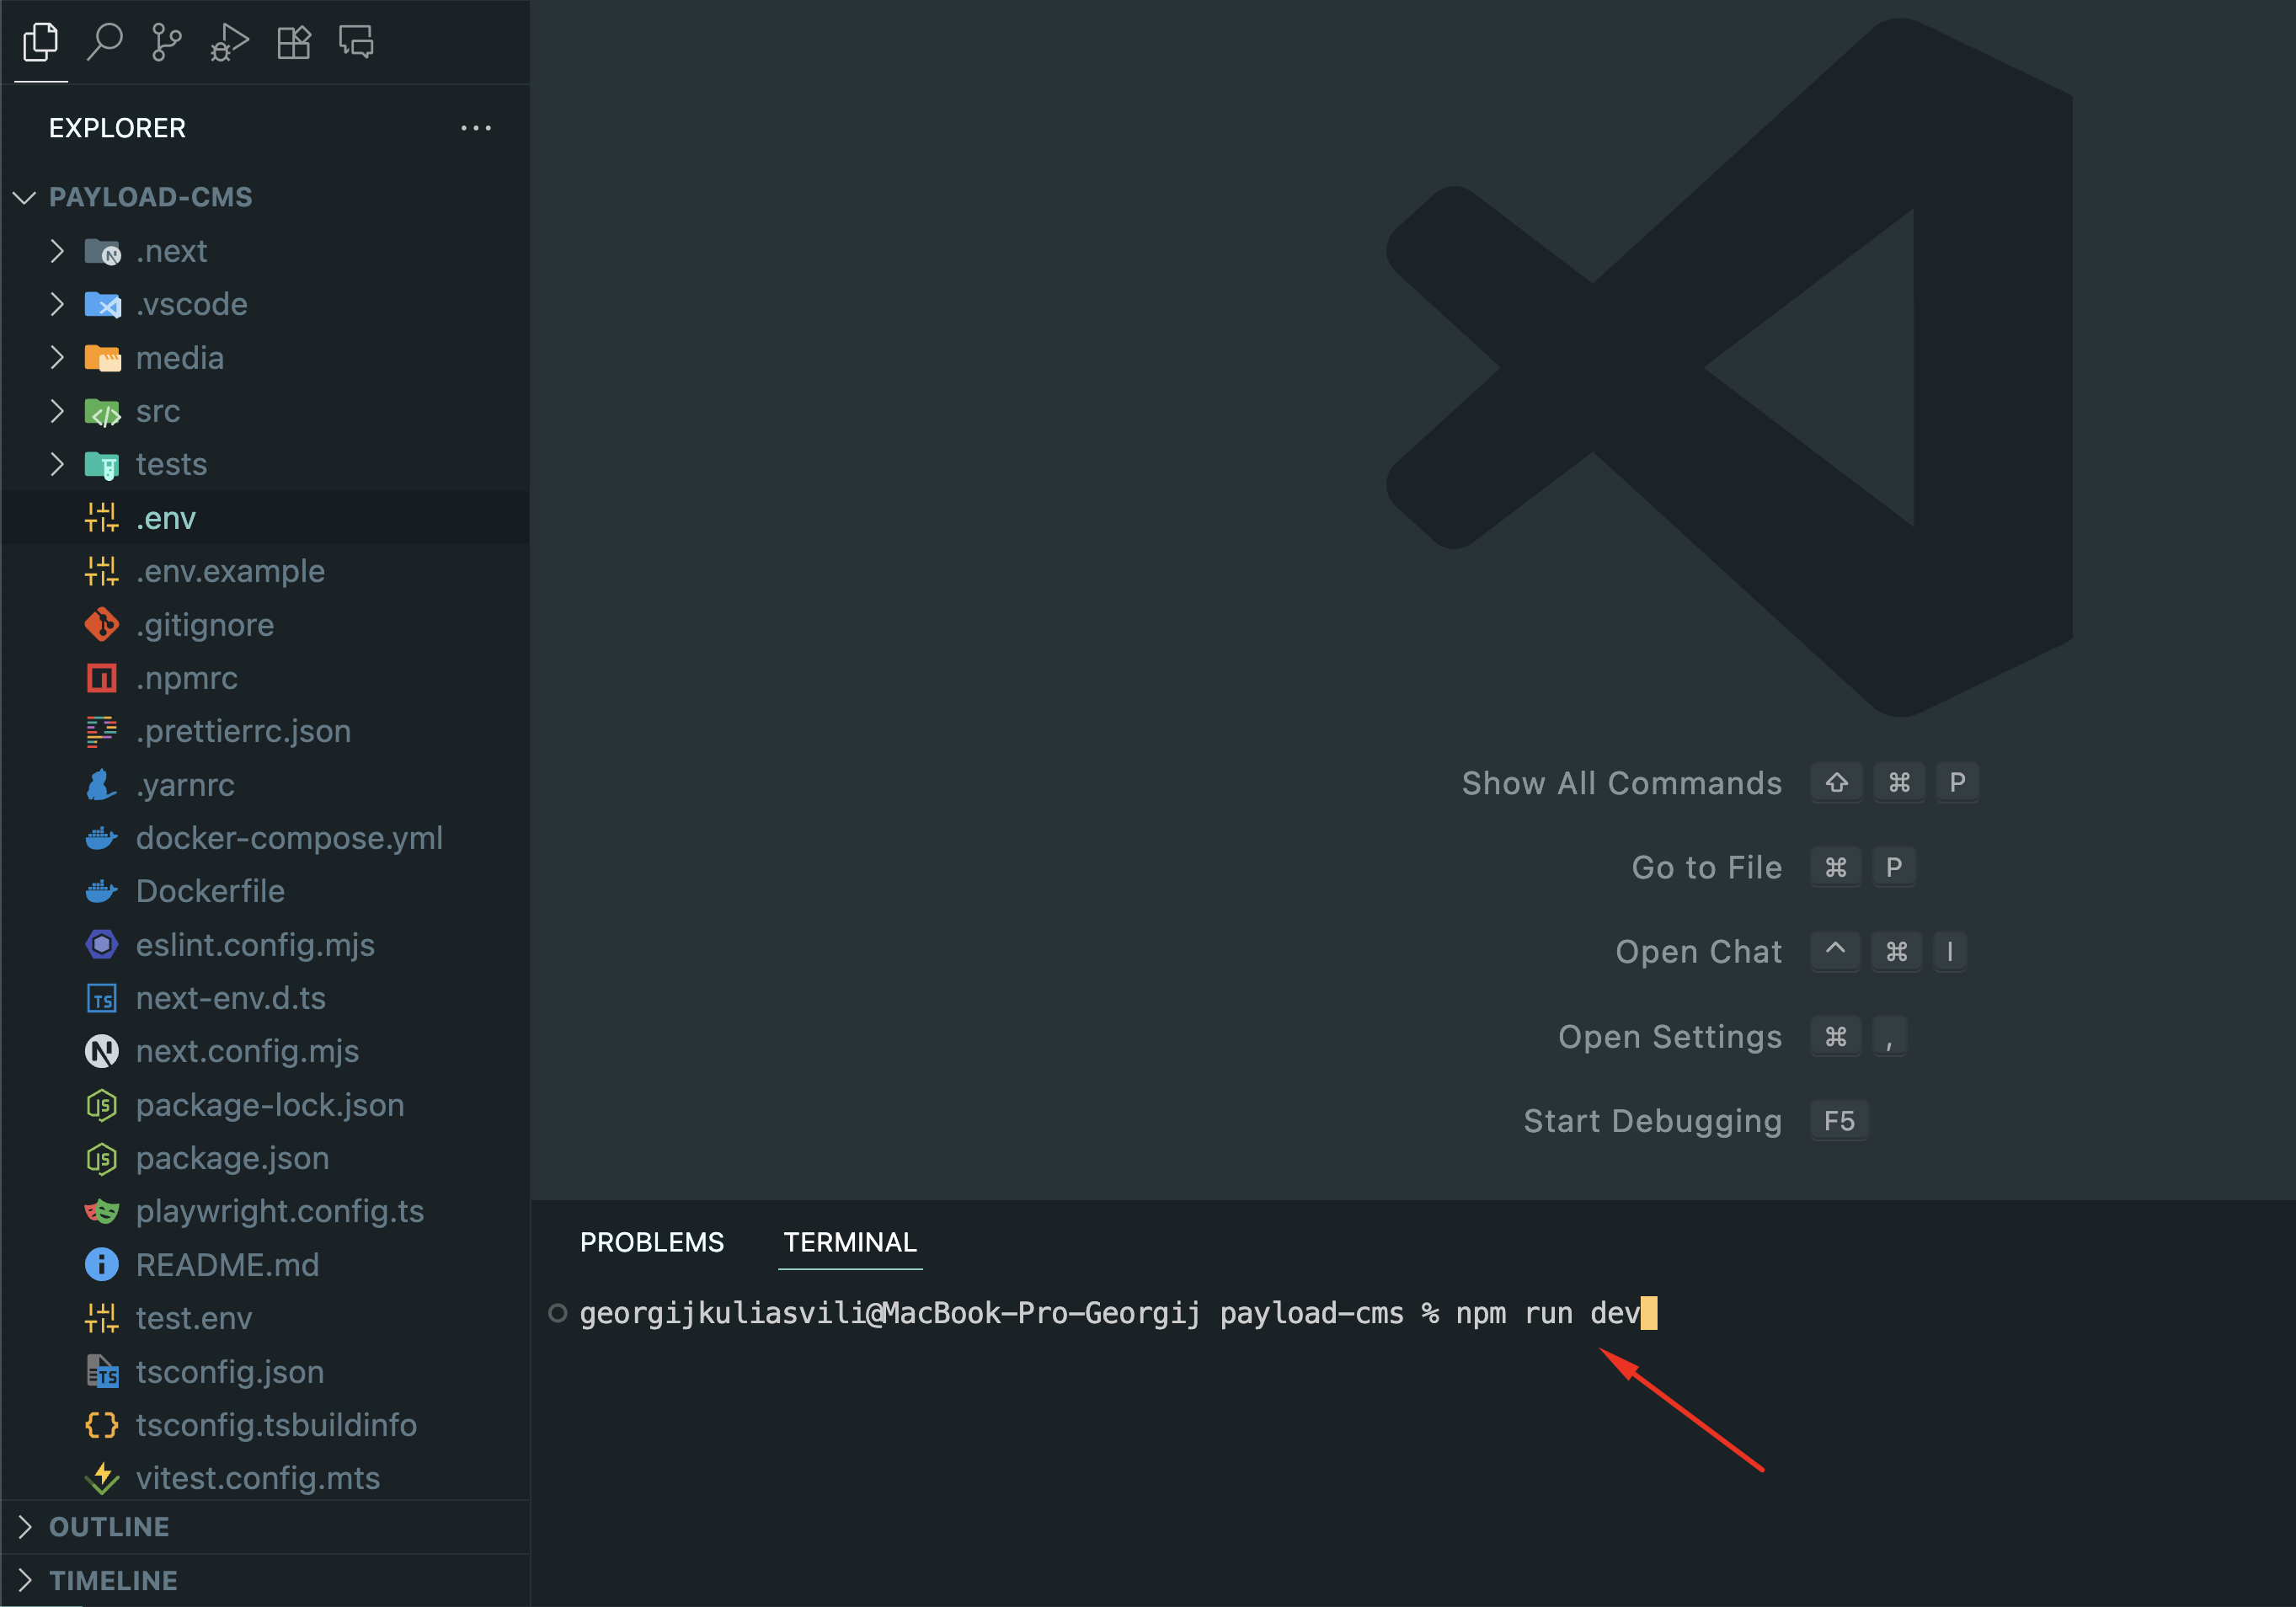 EXPLORER
PAYLOAD-CMS
.next
.vscode
media
src
tests
.env
.env.example
.gitignore
.npmrc
.prettierrc.json
.yarnrc
docker-compose.yml
Dockerfile
eslint.config.mjs
next-env.d.ts
next.config.mjs
package-lock.json
package.json
playwright.config.ts
README.md
test.env
tsconfig.json
tsconfig.tsbuildinfo
vitest.config.mts
OUTLINE
TIMELINE
Show All Commands ⇧ ⌘ P
Go to File ⌘ P
Open Chat ^ ⌘ I
Open Settings ⌘ ,
Start Debugging F5
PROBLEMS TERMINAL
georgijkuliasvili@MacBook-Pro-Georgij payload-cms % npm run dev